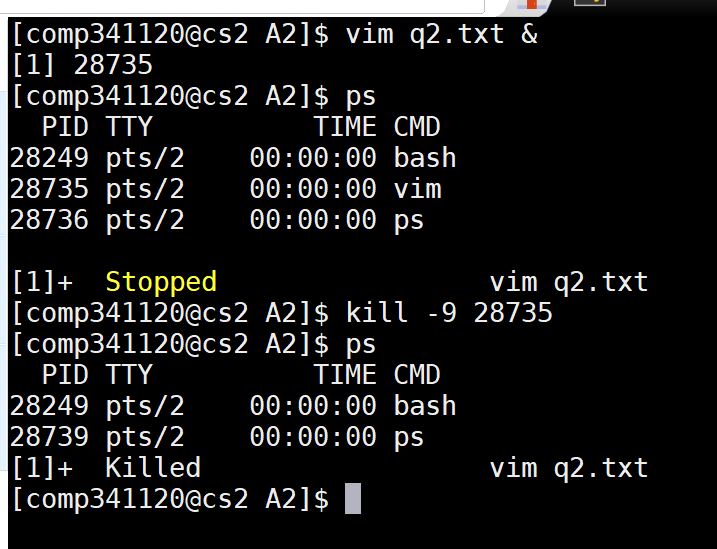 [comp341120@cs2 A2]$ vim q2.txt &
[1] 28735
[comp341120@cs2 A2]$ ps
  PID TTY          TIME CMD
28249 pts/2    00:00:00 bash
28735 pts/2    00:00:00 vim
28736 pts/2    00:00:00 ps

[1]+  Stopped                 vim q2.txt
[comp341120@cs2 A2]$ kill -9 28735
[comp341120@cs2 A2]$ ps
  PID TTY          TIME CMD
28249 pts/2    00:00:00 bash
28739 pts/2    00:00:00 ps
[1]+  Killed                  vim q2.txt
[comp341120@cs2 A2]$